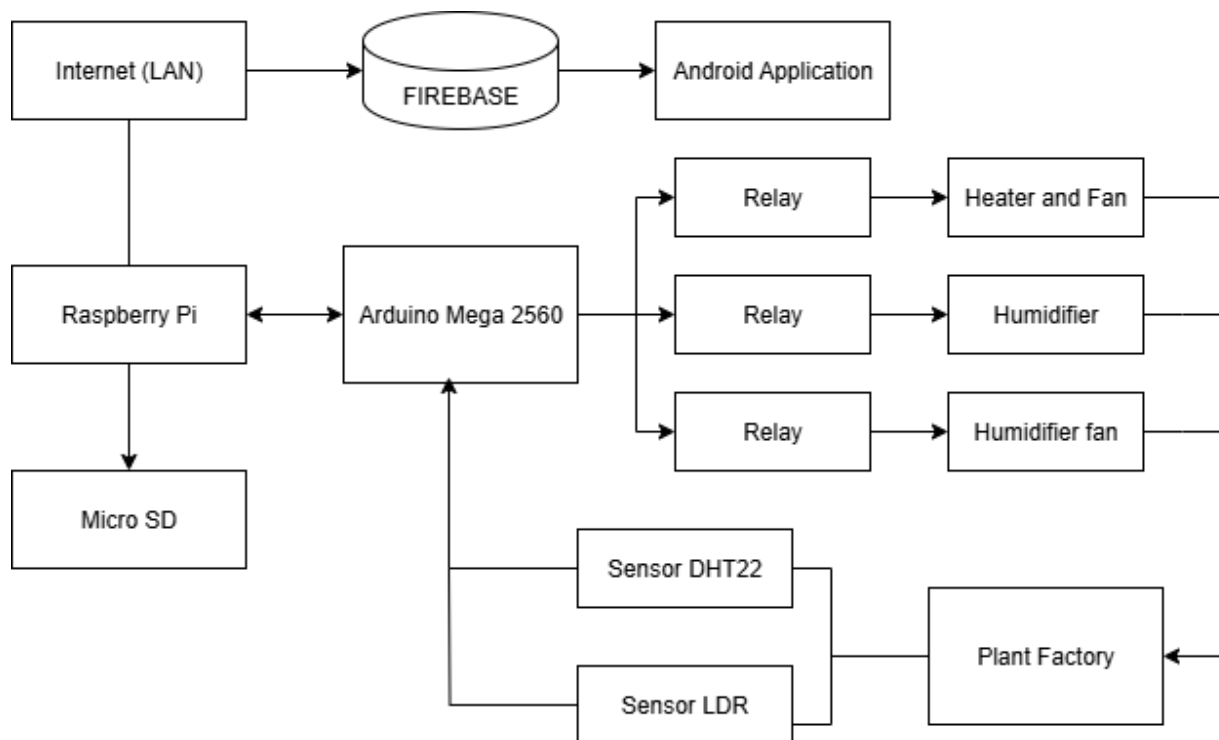 Internet (LAN)
FIREBASE
Android Application
Relay
Heater and Fan
Raspberry Pi
Arduino Mega 2560
Relay
Humidifier
Relay
Humidifier fan
Micro SD
Sensor DHT22
Plant Factory
Sensor LDR